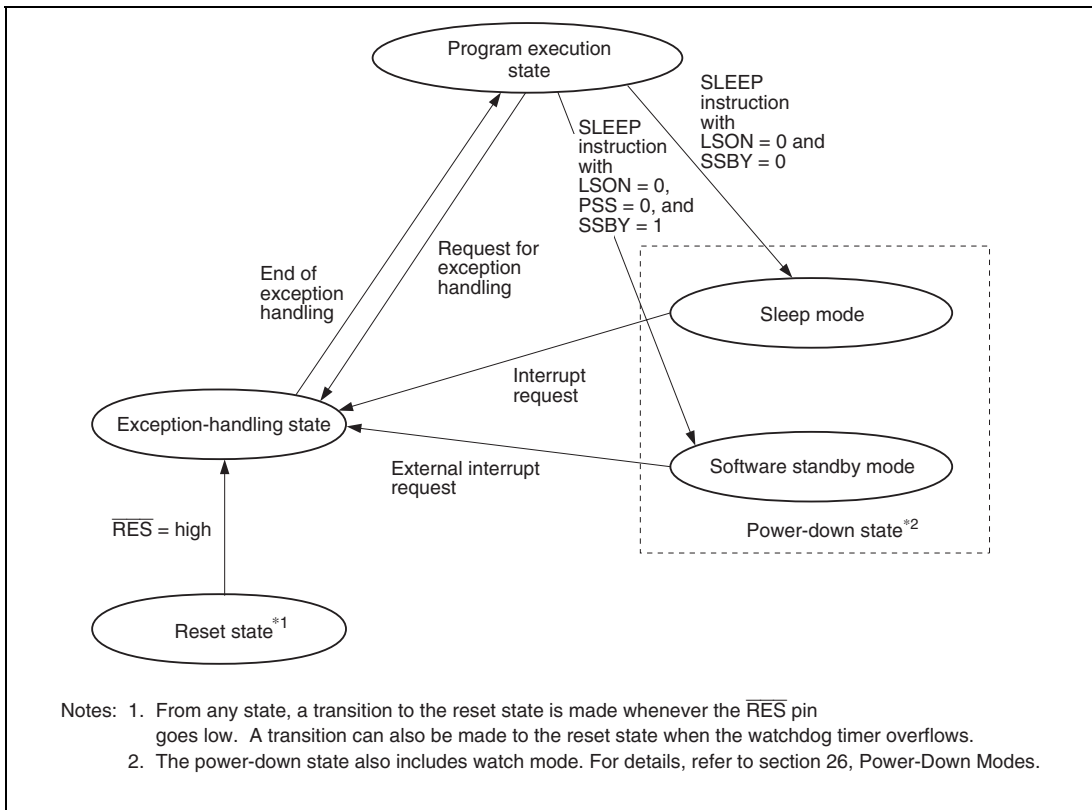 Program execution
state
SLEEP
instruction
with
LSON = 0 and
SSBY = 0
SLEEP
instruction
with
LSON = 0,
PSS = 0, and
SSBY = 1
Request for
exception
handling
End of
exception
handling
Sleep mode
Interrupt
request
Exception-handling state
Software standby mode
External interrupt
request
Power-down state*2
RES = high
Reset state*1
Notes: 1. From any state, a transition to the reset state is made whenever the RES pin
goes low. A transition can also be made to the reset state when the watchdog timer overflows.
2. The power-down state also includes watch mode. For details, refer to section 26, Power-Down Modes.